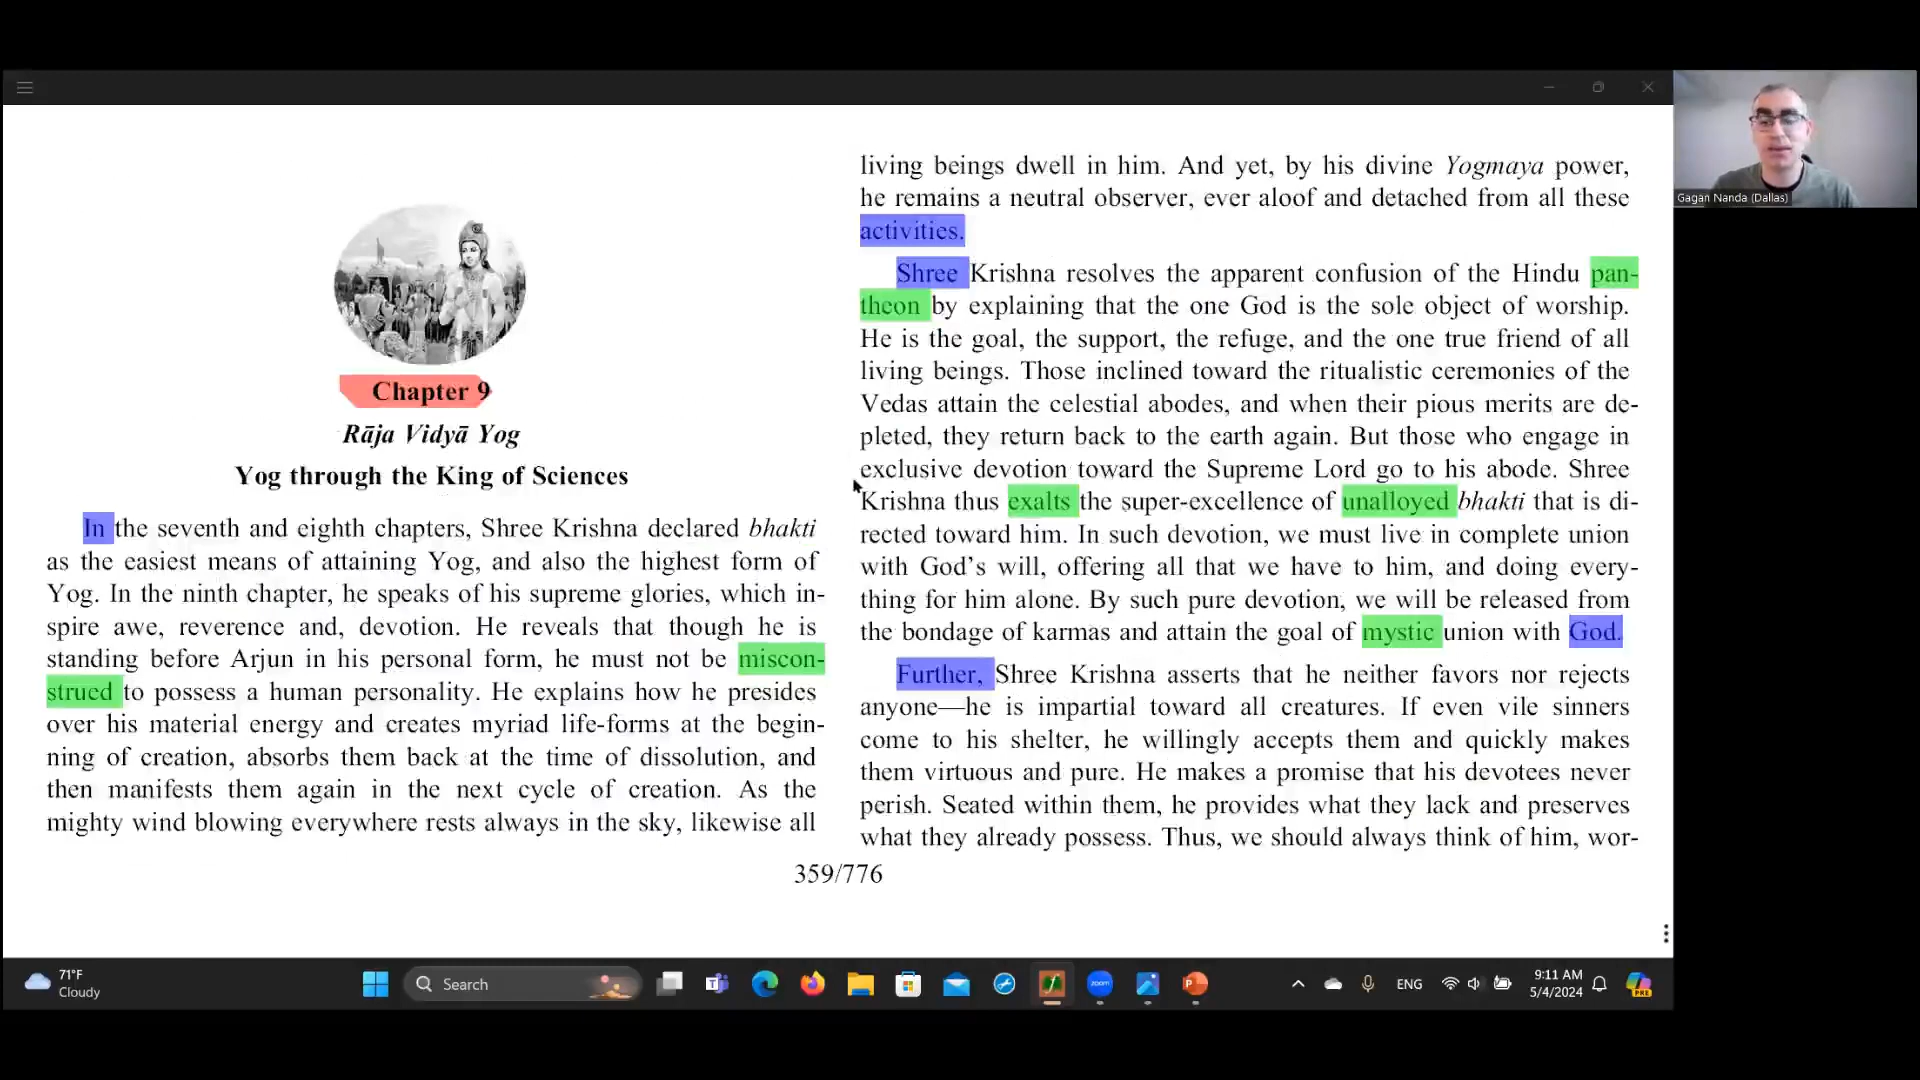 Chapter 9
Rāja Vidyā Yog
Yog through the King of Sciences
In the seventh and eighth chapters, Shree Krishna declared bhakti
as the easiest means of attaining Yog, and also the highest form of
Yog. In the ninth chapter, he speaks of his supreme glories, which in-
spire awe, reverence and, devotion. He reveals that though he is
standing before Arjun in his personal form, he must not be miscon-
strued to possess a human personality. He explains how he presides
over his material energy and creates myriad life-forms at the begin-
ning of creation, absorbs them back at the time of dissolution, and
then manifests them again in the next cycle of creation. As the
mighty wind blowing everywhere rests always in the sky, likewise all
living beings dwell in him. And yet, by his divine Yogmaya power,
he remains a neutral observer, ever aloof and detached from all these
activities.
Shree Krishna resolves the apparent confusion of the Hindu pan-
theon by explaining that the one God is the sole object of worship.
He is the goal, the support, the refuge, and the one true friend of all
living beings. Those inclined toward the ritualistic ceremonies of the
Vedas attain the celestial abodes, and when their pious merits are de-
pleted, they return back to the earth again. But those who engage in
exclusive devotion toward the Supreme Lord go to his abode. Shree
Krishna thus exalts the super-excellence of unalloyed bhakti that is di-
rected toward him. In such devotion, we must live in complete union
with God's will, offering all that we have to him, and doing every-
thing for him alone. By such pure devotion, we will be released from
the bondage of karmas and attain the goal of mystic union with God.
Further, Shree Krishna asserts that he neither favors nor rejects
anyone—he is impartial toward all creatures. If even vile sinners
come to his shelter, he willingly accepts them and quickly makes
them virtuous and pure. He makes a promise that his devotees never
perish. Seated within them, he provides what they lack and preserves
what they already possess. Thus, we should always think of him, wor-
359/776
Gagan Nanda (Dallas)
71°F
Cloudy
Search
zoom
ENG
9:11 AM
5/4/2024
PRE